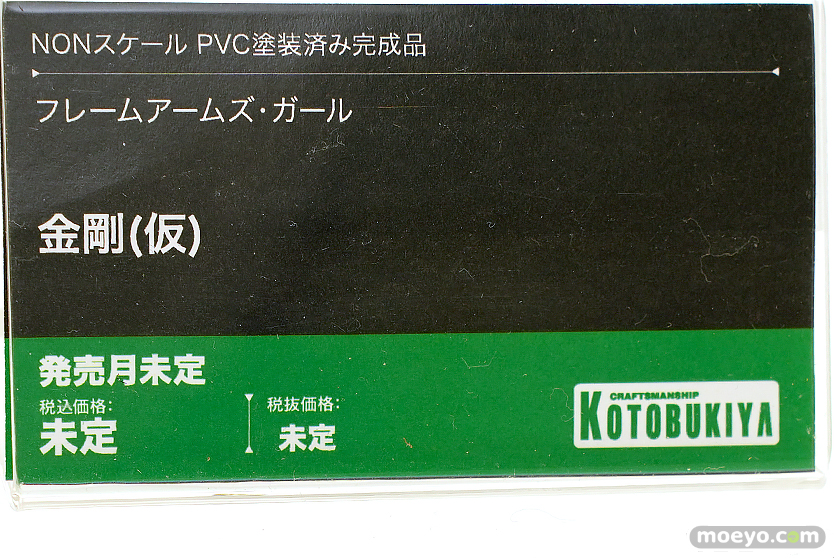 NONスケール PVC塗装済み完成品
フレームアームズ・ガール
金剛(仮)
発売月未定
税込価格:
未定
税抜価格:
未定
CRAFTSMANSHIP
KOTOBUKIYA
moeyo.com